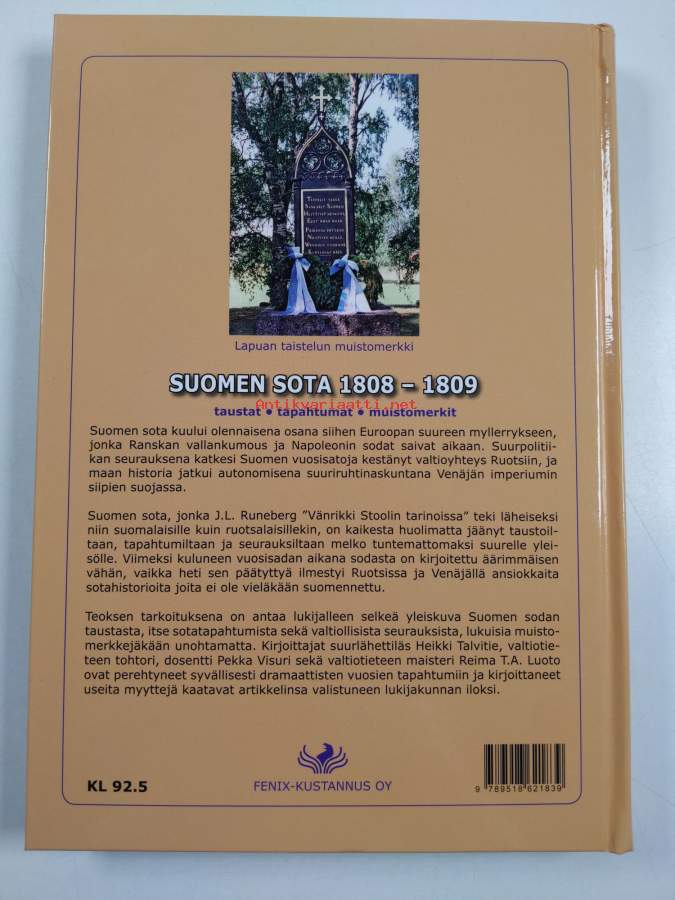 Lapuan taistelun muistomerkki
SUOMEN SOTA 1808 – 1809
Antikvariaatti.net
taustat • tapahtumat • muistomerkit
Suomen sota kuului olennaisena osana siihen Euroopan suureen myllerrykseen,
jonka Ranskan vallankumous ja Napoleonin sodat saivat aikaan. Suurpolitii-
kan seurauksena katkesi Suomen vuosisatoja kestänyt valtioyhteys Ruotsiin, ja
maan historia jatkui autonomisena suuriruhtinaskuntana Venäjän imperiumin
siipien suojassa.
Suomen sota, jonka J.L. Runeberg ”Vänrikki Stoolin tarinoissa” teki läheiseksi
niin suomalaisille kuin ruotsalaisillekin, on kaikesta huolimatta jäänyt taustoil-
taan, tapahtumiltaan ja seurauksiltaan melko tuntemattomaksi suurelle ylei-
sölle. Viimeksi kuluneen vuosisadan aikana sodasta on kirjoitettu äärimmäisen
vähän, vaikka heti sen päätyttyä ilmestyi Ruotsissa ja Venäjällä ansiokkaita
sotahistorioita joita ei ole vieläkään suomennettu.
Teoksen tarkoituksena on antaa lukijalleen selkeä yleiskuva Suomen sodan
taustasta, itse sotatapahtumista sekä valtiollisista seurauksista, lukuisia muisto-
merkkejäkään unohtamatta. Kirjoittajat suurlähettiläs Heikki Talvitie, valtiotie-
teen tohtori, dosentti Pekka Visuri sekä valtiotieteen maisteri Reima T.A. Luoto
ovat perehtyneet syvällisesti dramaattisten vuosien tapahtumiin ja kirjoittaneet
useita myyttejä kaatavat artikkelinsa valistuneen lukijakunnan iloksi.
KL 92.5
FENIX-KUSTANNUS OY
9 789518 621839